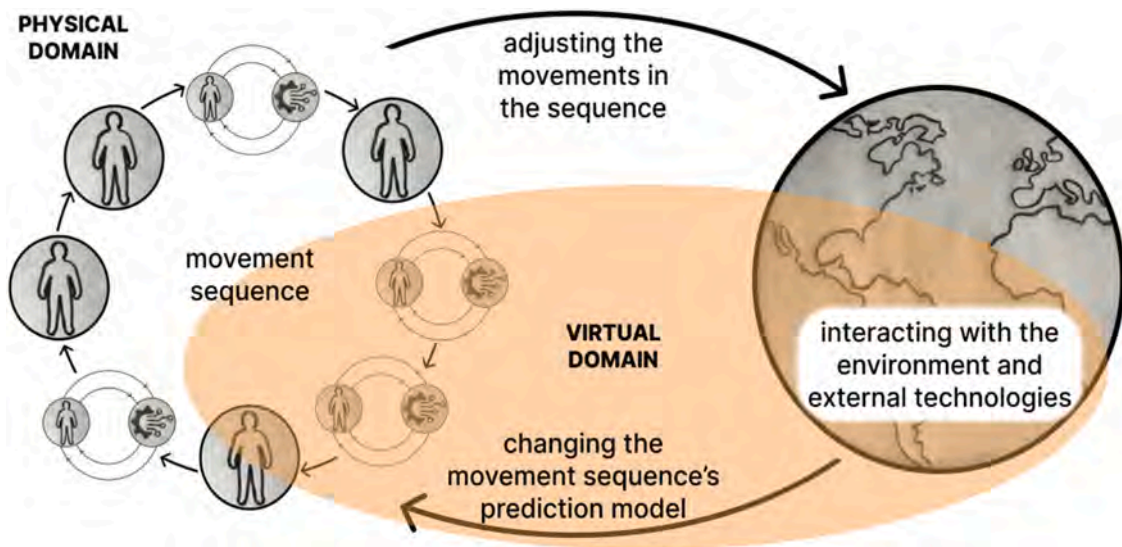 PHYSICAL
DOMAIN
adjusting the
movements in
the sequence
movement
sequence
VIRTUAL
DOMAIN
interacting with the
environment and
external technologies
changing the
movement sequence’s
prediction model